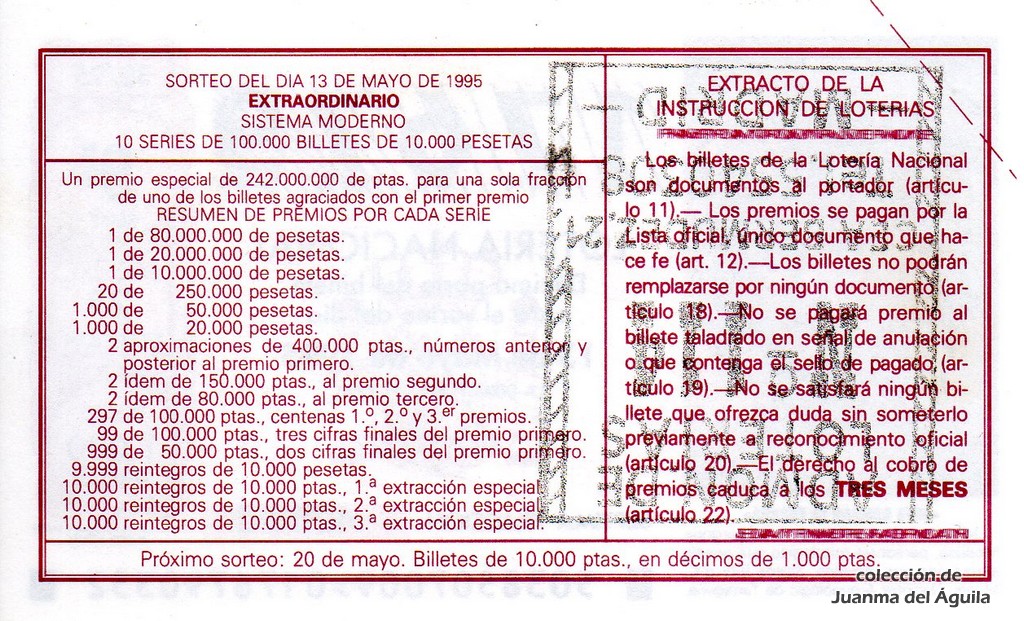 SORTEO DEL DIA 13 DE MAYO DE 1995
EXTRAORDINARIO
SISTEMA MODERNO
10 SERIES DE 100.000 BILLETES DE 10.000 PESETAS
Un premio especial de 242.000.000 de ptas. para una sola fracción
de uno de los billetes agraciados con el primer premio
RESUMEN DE PREMIOS POR CADA SERIE
1 de 80.000.000 de pesetas.
1 de 20.000.000 de pesetas.
1 de 10.000.000 de pesetas.
20 de 250.000 pesetas.
1.000 de 50.000 pesetas.
1.000 de 20.000 pesetas.
2 aproximaciones de 400.000 ptas., números anterior y
posterior al premio primero.
2 ídem de 150.000 ptas., al premio segundo.
2 ídem de 80.000 ptas., al premio tercero.
297 de 100.000 ptas., centenas 1.º, 2.º y 3.er premios.
99 de 100.000 ptas., tres cifras finales del premio primero.
999 de 50.000 ptas., dos cifras finales del premio primero.
9.999 reintegros de 10.000 pesetas.
10.000 reintegros de 10.000 ptas., 1.ª extracción especial.
10.000 reintegros de 10.000 ptas., 2.ª extracción especial.
10.000 reintegros de 10.000 ptas., 3.ª extracción especial.
EXTRACTO DE LA
INSTRUCCION DE LOTERIAS
Los billetes de la Lotería Nacional
son documentos al portador (artícu-
lo 11).— Los premios se pagan por la
Lista oficial, único documento que ha-
ce fe (art. 12).—Los billetes no podrán
remplazarse por ningún documento (ar-
tículo 18).—No se pagará premio al
billete taladrado en señal de anulación
o que contenga el sello de pagado (ar-
tículo 19).—No se satisfará ningún bi-
llete que ofrezca duda sin someterlo
previamente a reconocimiento oficial
(artículo 20).—El derecho al cobro de
premios caduca a los TRES MESES
(artículo 22).
Próximo sorteo: 20 de mayo. Billetes de 10.000 ptas., en décimos de 1.000 ptas.
colección de
Juanma del Águila